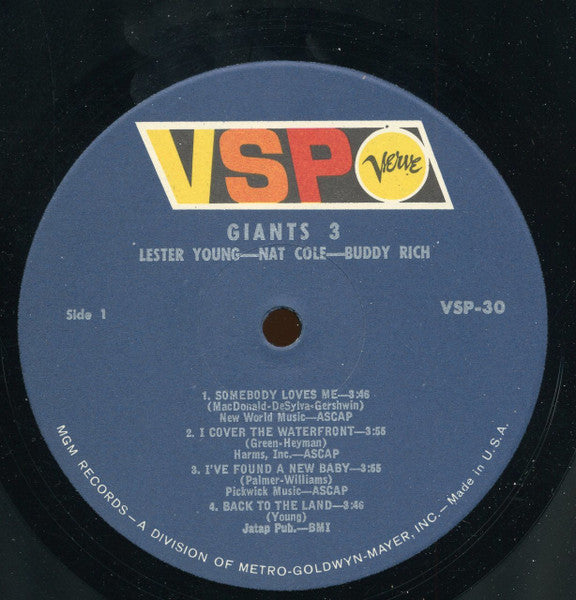 VSP Verve
GIANTS 3
LESTER YOUNG—NAT COLE—BUDDY RICH
Side 1
VSP-30
1. SOMEBODY LOVES ME—3:46
(MacDonald-DeSylva-Gershwin)
New World Music—ASCAP
2. I COVER THE WATERFRONT—3:55
(Green-Heyman)
Harms, Inc.—ASCAP
3. I'VE FOUND A NEW BABY—3:55
(Palmer-Williams)
Pickwick Music—ASCAP
4. BACK TO THE LAND—3:46
(Young)
Jatap Pub.—BMI
MGM RECORDS—A DIVISION OF METRO-GOLDWYN-MAYER, INC.—Made in U.S.A.